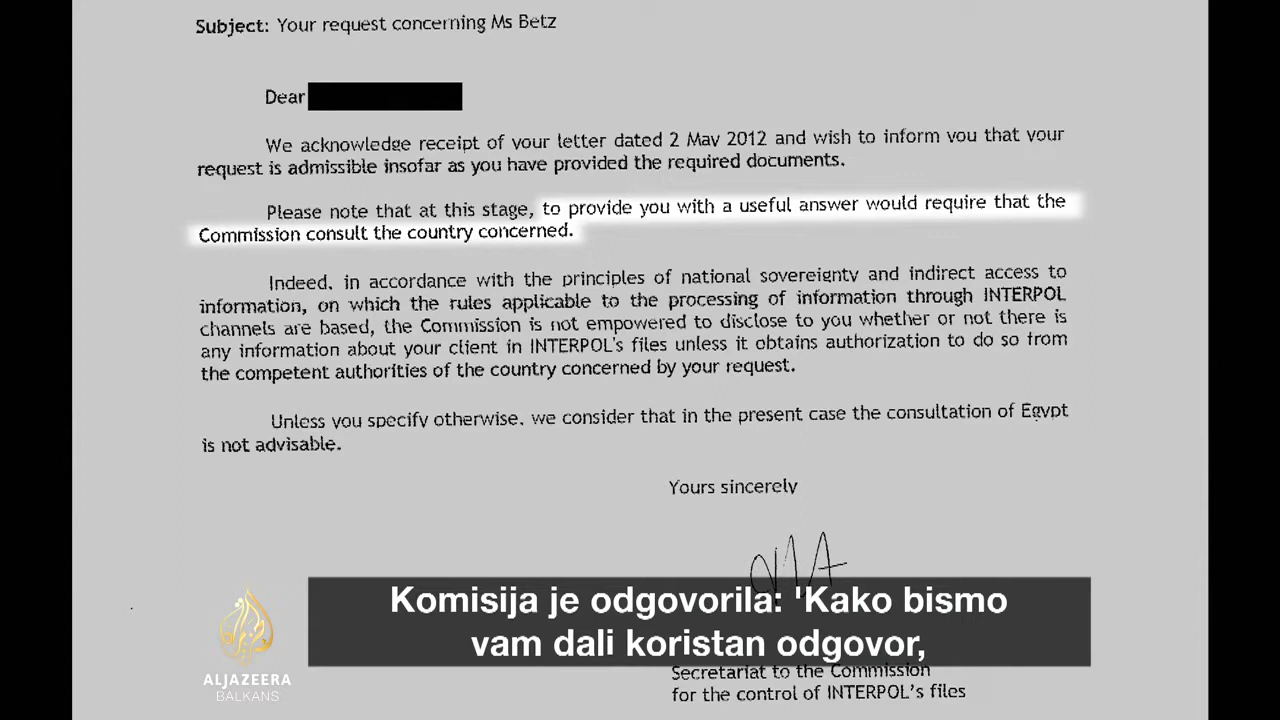 Subject: Your request concerning Ms Betz
Dear
We acknowledge receipt of your letter dated 2 May 2012 and wish to inform you that your
request is admissible insofar as you have provided the required documents.
Please note that at this stage, to provide you with a useful answer would require that the
Commission consult the country concerned.
Indeed, in accordance with the principles of national sovereignty and indirect access to
information, on which the rules applicable to the processing of information through INTERPOL
channels are based, the Commission is not empowered to disclose to you whether or not there is
any information about your client in INTERPOL's files unless it obtains authorization to do so from
the competent authorities of the country concerned by your request.
Unless you specify otherwise, we consider that in the present case the consultation of Egypt
is not advisable.
Yours sincerely
Komisija je odgovorila: 'Kako bismo
vam dali koristan odgovor,
Secretariat to the Commission
for the control of INTERPOL's files
ALJAZEERA
BALKANS